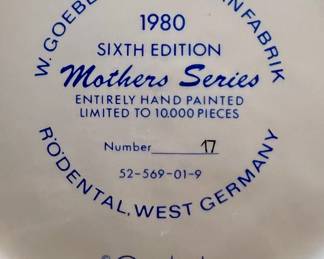 W. GOEBEL
1980
SIXTH EDITION
Mothers Series
ENTIRELY HAND PAINTED
LIMITED TO 10,000 PIECES
Number 17
52-569-01-9
RÖDENTAL, WEST GERMANY
©